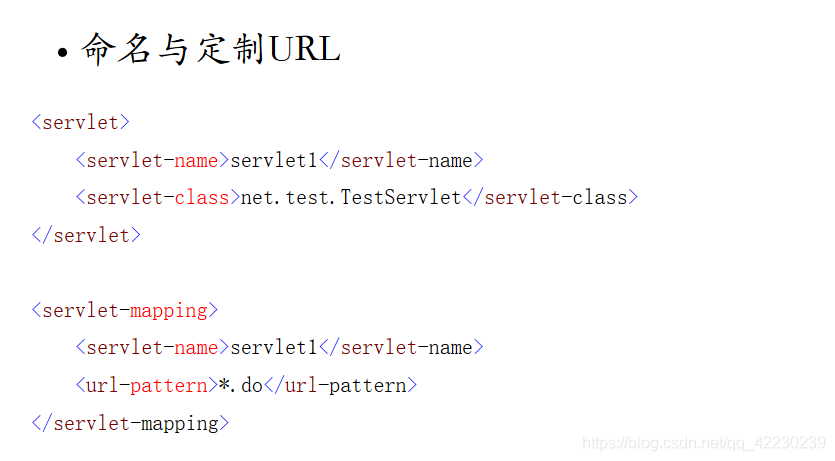 • 命名与定制URL
<servlet>
<servlet-name>servlet1</servlet-name>
<servlet-class>net.test.TestServlet</servlet-class>
</servlet>
<servlet-mapping>
<servlet-name>servlet1</servlet-name>
<url-pattern>*.do</url-pattern>
</servlet-mapping>
https://blog.csdn.net/qq_42230239